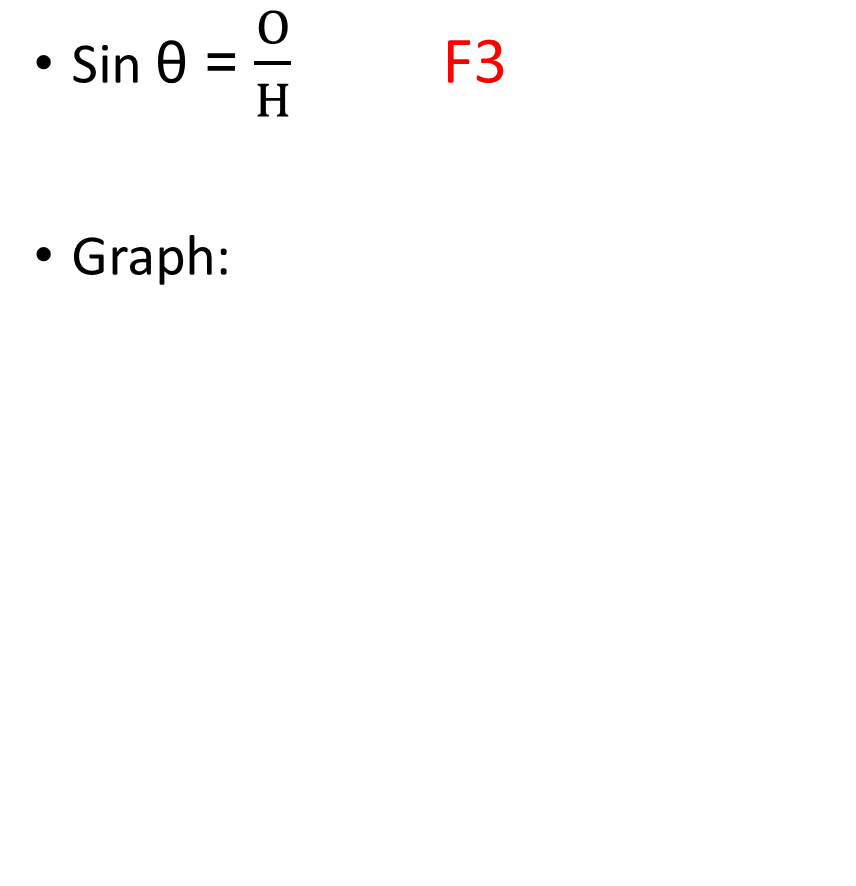 • Sin θ = O/H F3
• Graph: